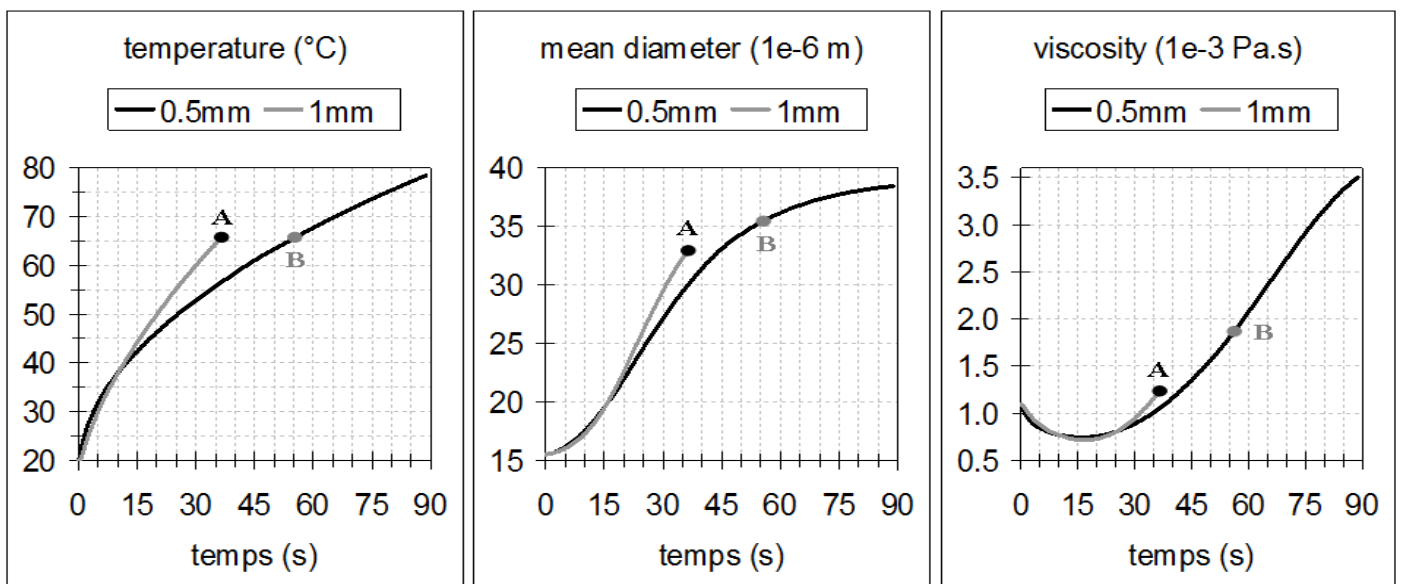 temperature (°C)
0.5mm 1mm
80
70
60
50
40
30
20
A
B
0 15 30 45 60 75 90
temps (s)
mean diameter (1e-6 m)
0.5mm 1mm
40
35
30
25
20
15
A
B
0 15 30 45 60 75 90
temps (s)
viscosity (1e-3 Pa.s)
0.5mm 1mm
3.5
3.0
2.5
2.0
1.5
1.0
0.5
A
B
0 15 30 45 60 75 90
temps (s)